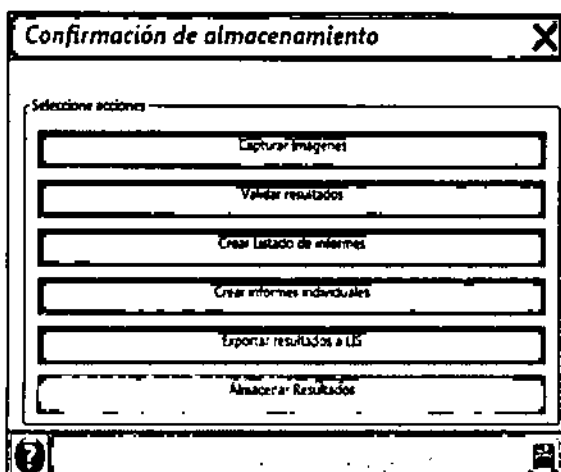 Confirmación de almacenamiento
Seleccione acciones
Capturar Imágenes
Validar resultados
Crear Listado de informes
Crear informes individuales
Exportar resultados a LIS
Almacenar Resultados
?